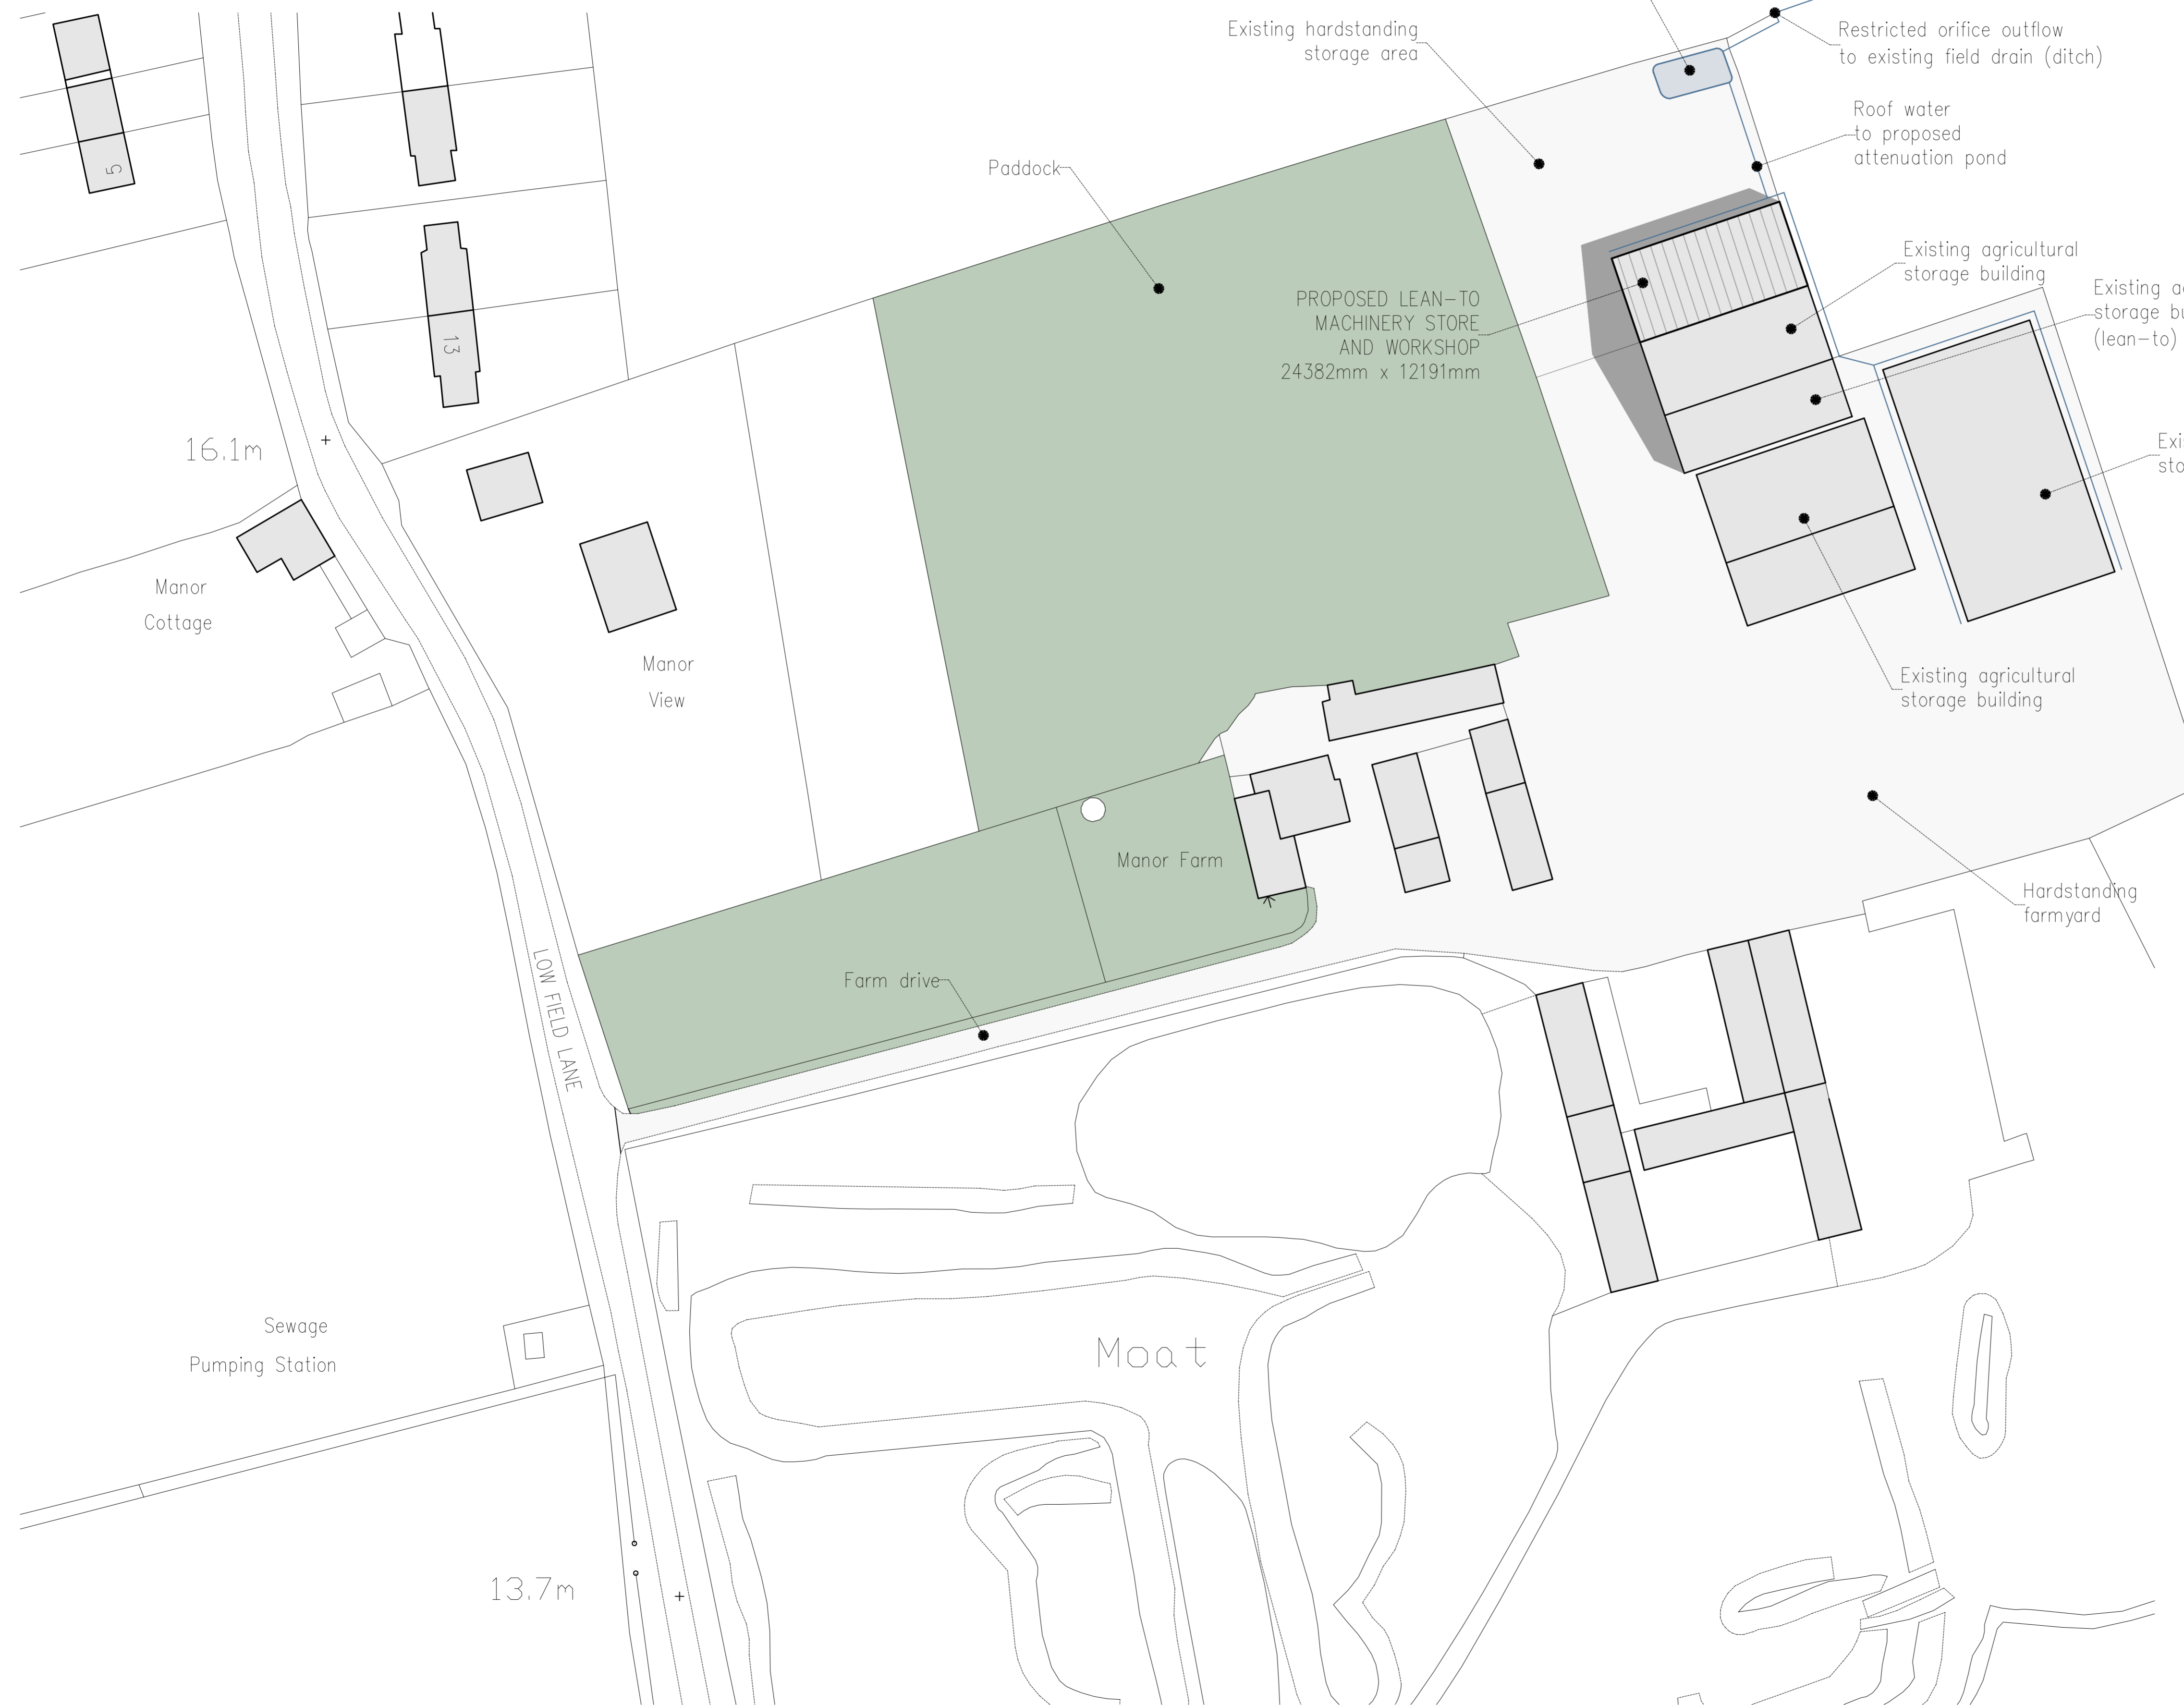 Existing hardstanding
storage area
Restricted orifice outflow
to existing field drain (ditch)
Roof water
to proposed
attenuation pond
Paddock
5
Existing agricultural
storage building
PROPOSED LEAN-TO
MACHINERY STORE
AND WORKSHOP
24382mm x 12191mm
Existing
storage
(lean-to)
13
16.1m
Manor
Cottage
Manor
View
Existing agricultural
storage building
Manor Farm
Hardstanding
farmyard
Farm drive
LOW FIELD LANE
Sewage
Pumping Station
Moat
13.7m